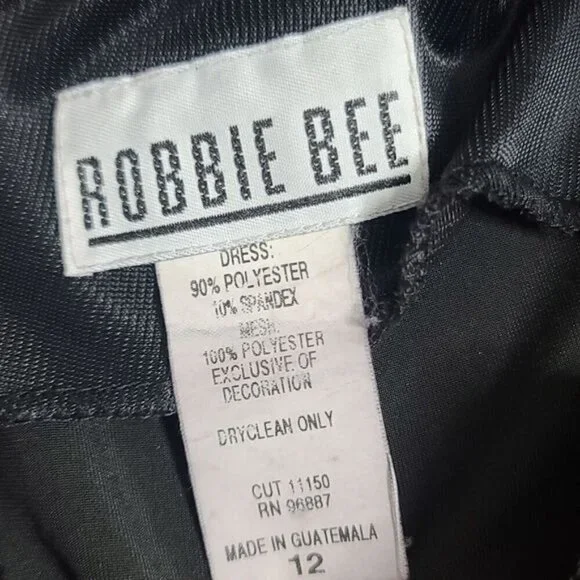 ROBBIE BEE
DRESS:
90% POLYESTER
10% SPANDEX
MESH:
100% POLYESTER
EXCLUSIVE OF
DECORATION
DRYCLEAN ONLY
CUT 11150
RN 96887
MADE IN GUATEMALA
12